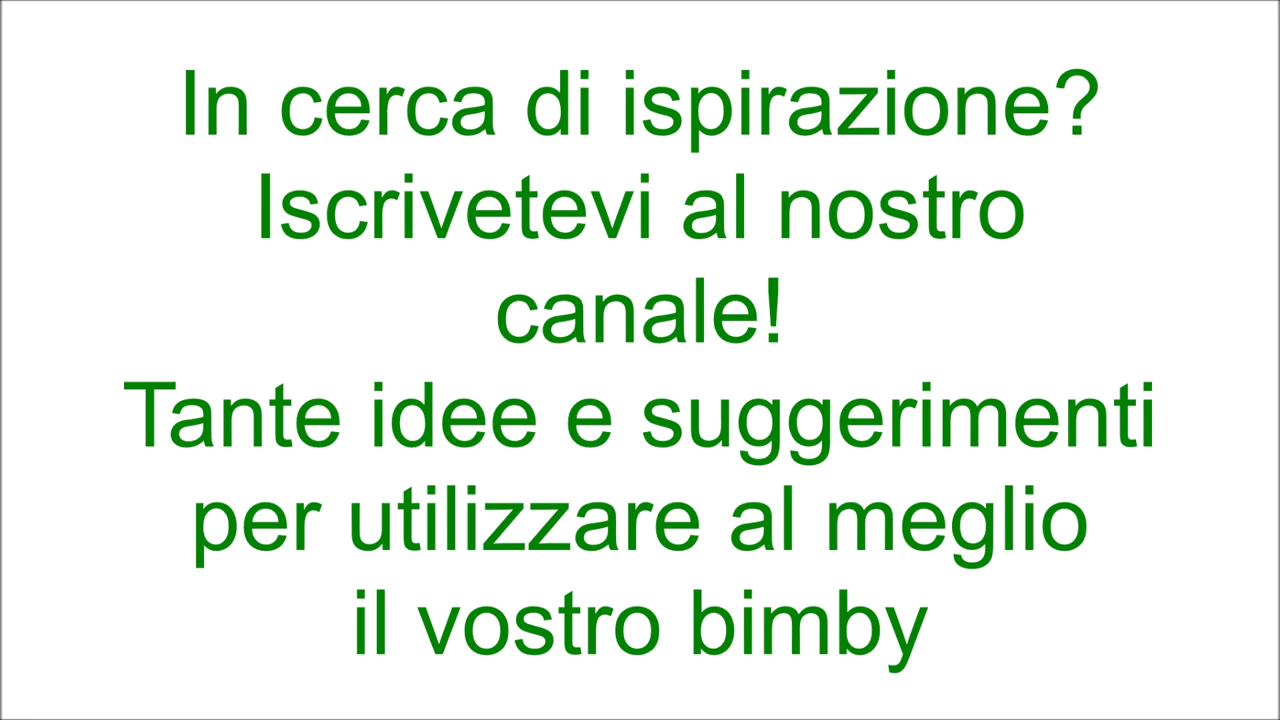 In cerca di ispirazione?
Iscrivetevi al nostro
canale!
Tante idee e suggerimenti
per utilizzare al meglio
il vostro bimby